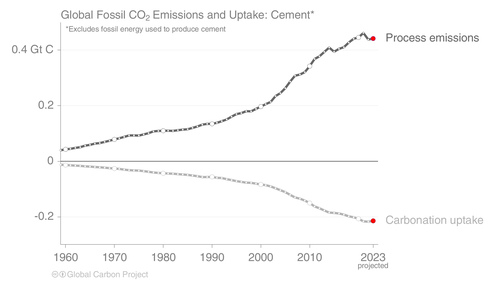 Global Fossil CO₂ Emissions and Uptake: Cement*
*Excludes fossil energy used to produce cement
0.4 Gt C
Process emissions
0.2
0
-0.2
Carbonation uptake
1960 1970 1980 1990 2000 2010 2023
projected
Global Carbon Project